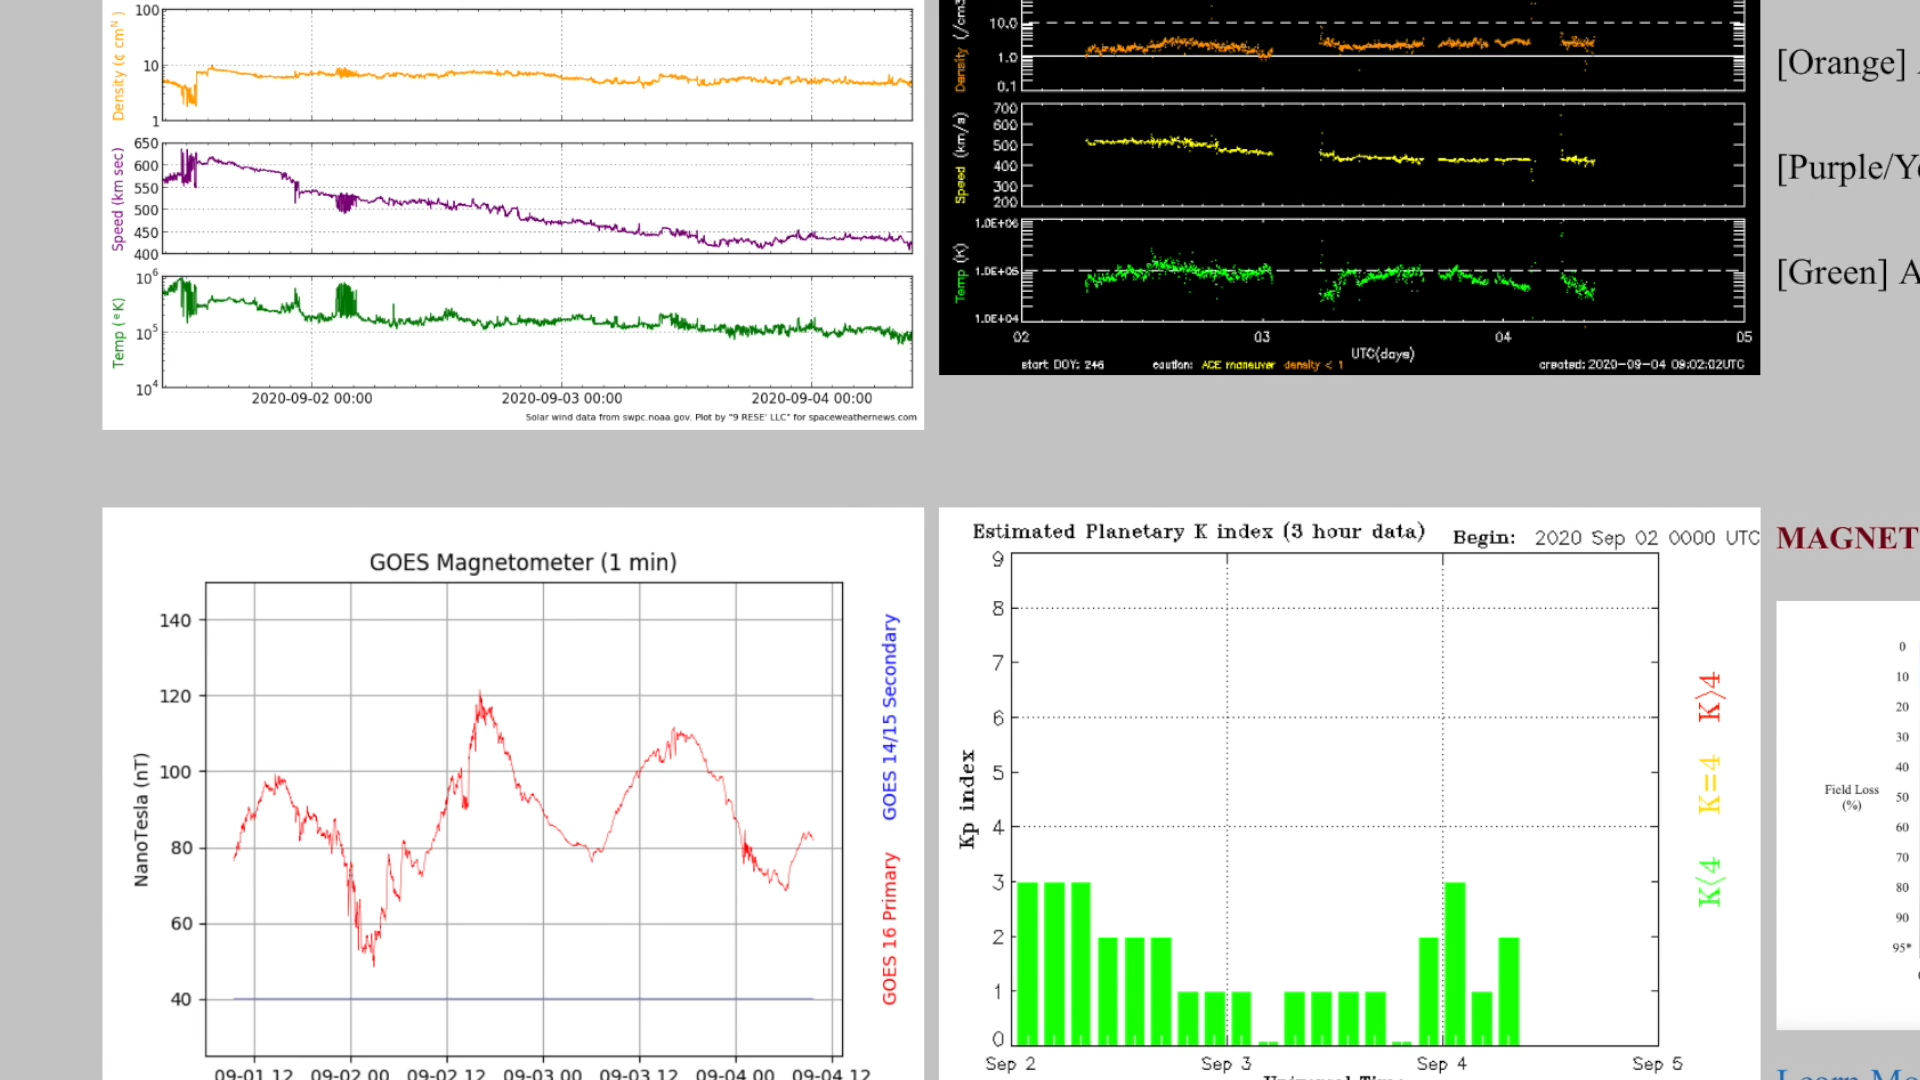 100
10
1
Density (¢ cmᴺ)
650
600
550
500
450
400
Speed (km sec)
10⁶
10⁵
10⁴
Temp (°K)
2020-09-02 00:00 2020-09-03 00:00 2020-09-04 00:00
Solar wind data from swpc.noaa.gov. Plot by "9 RESE' LLC" for spaceweathernews.com
10.0
1.0
0.1
Density (/cm3
700
600
500
400
300
200
Speed (km/s)
1.0E+06
1.0E+05
1.0E+04
Temp (K)
02 03 04 05
UTC(days)
start DOY: 246 caution: ACE maneuver density < 1 created: 2020-09-04 09:02:02UTC
[Orange]
[Purple/Ye
[Green] A
GOES Magnetometer (1 min)
140
120
100
80
60
40
NanoTesla (nT)
GOES 14/15 Secondary
GOES 16 Primary
09-01 12 09-02 00 09-02 12 09-03 00 09-03 12 09-04 00 09-04 12
Estimated Planetary K index (3 hour data) Begin: 2020 Sep 02 0000 UTC
9
8
7
6
5
4
3
2
1
0
Kp index
K>4
K=4
K<4
Sep 2 Sep 3 Sep 4 Sep 5
Universal Time
MAGNET
0
10
20
30
40
50
60
70
80
90
95*
Field Loss
(%)
Learn Mo